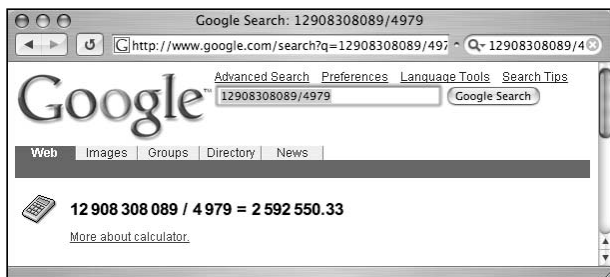 Google Search: 12908308089/4979
http://www.google.com/search?q=12908308089/497 12908308089/4
Advanced Search Preferences Language Tools Search Tips
Google™ 12908308089/4979 Google Search
Web Images Groups Directory News
12 908 308 089 / 4 979 = 2 592 550.33
More about calculator.